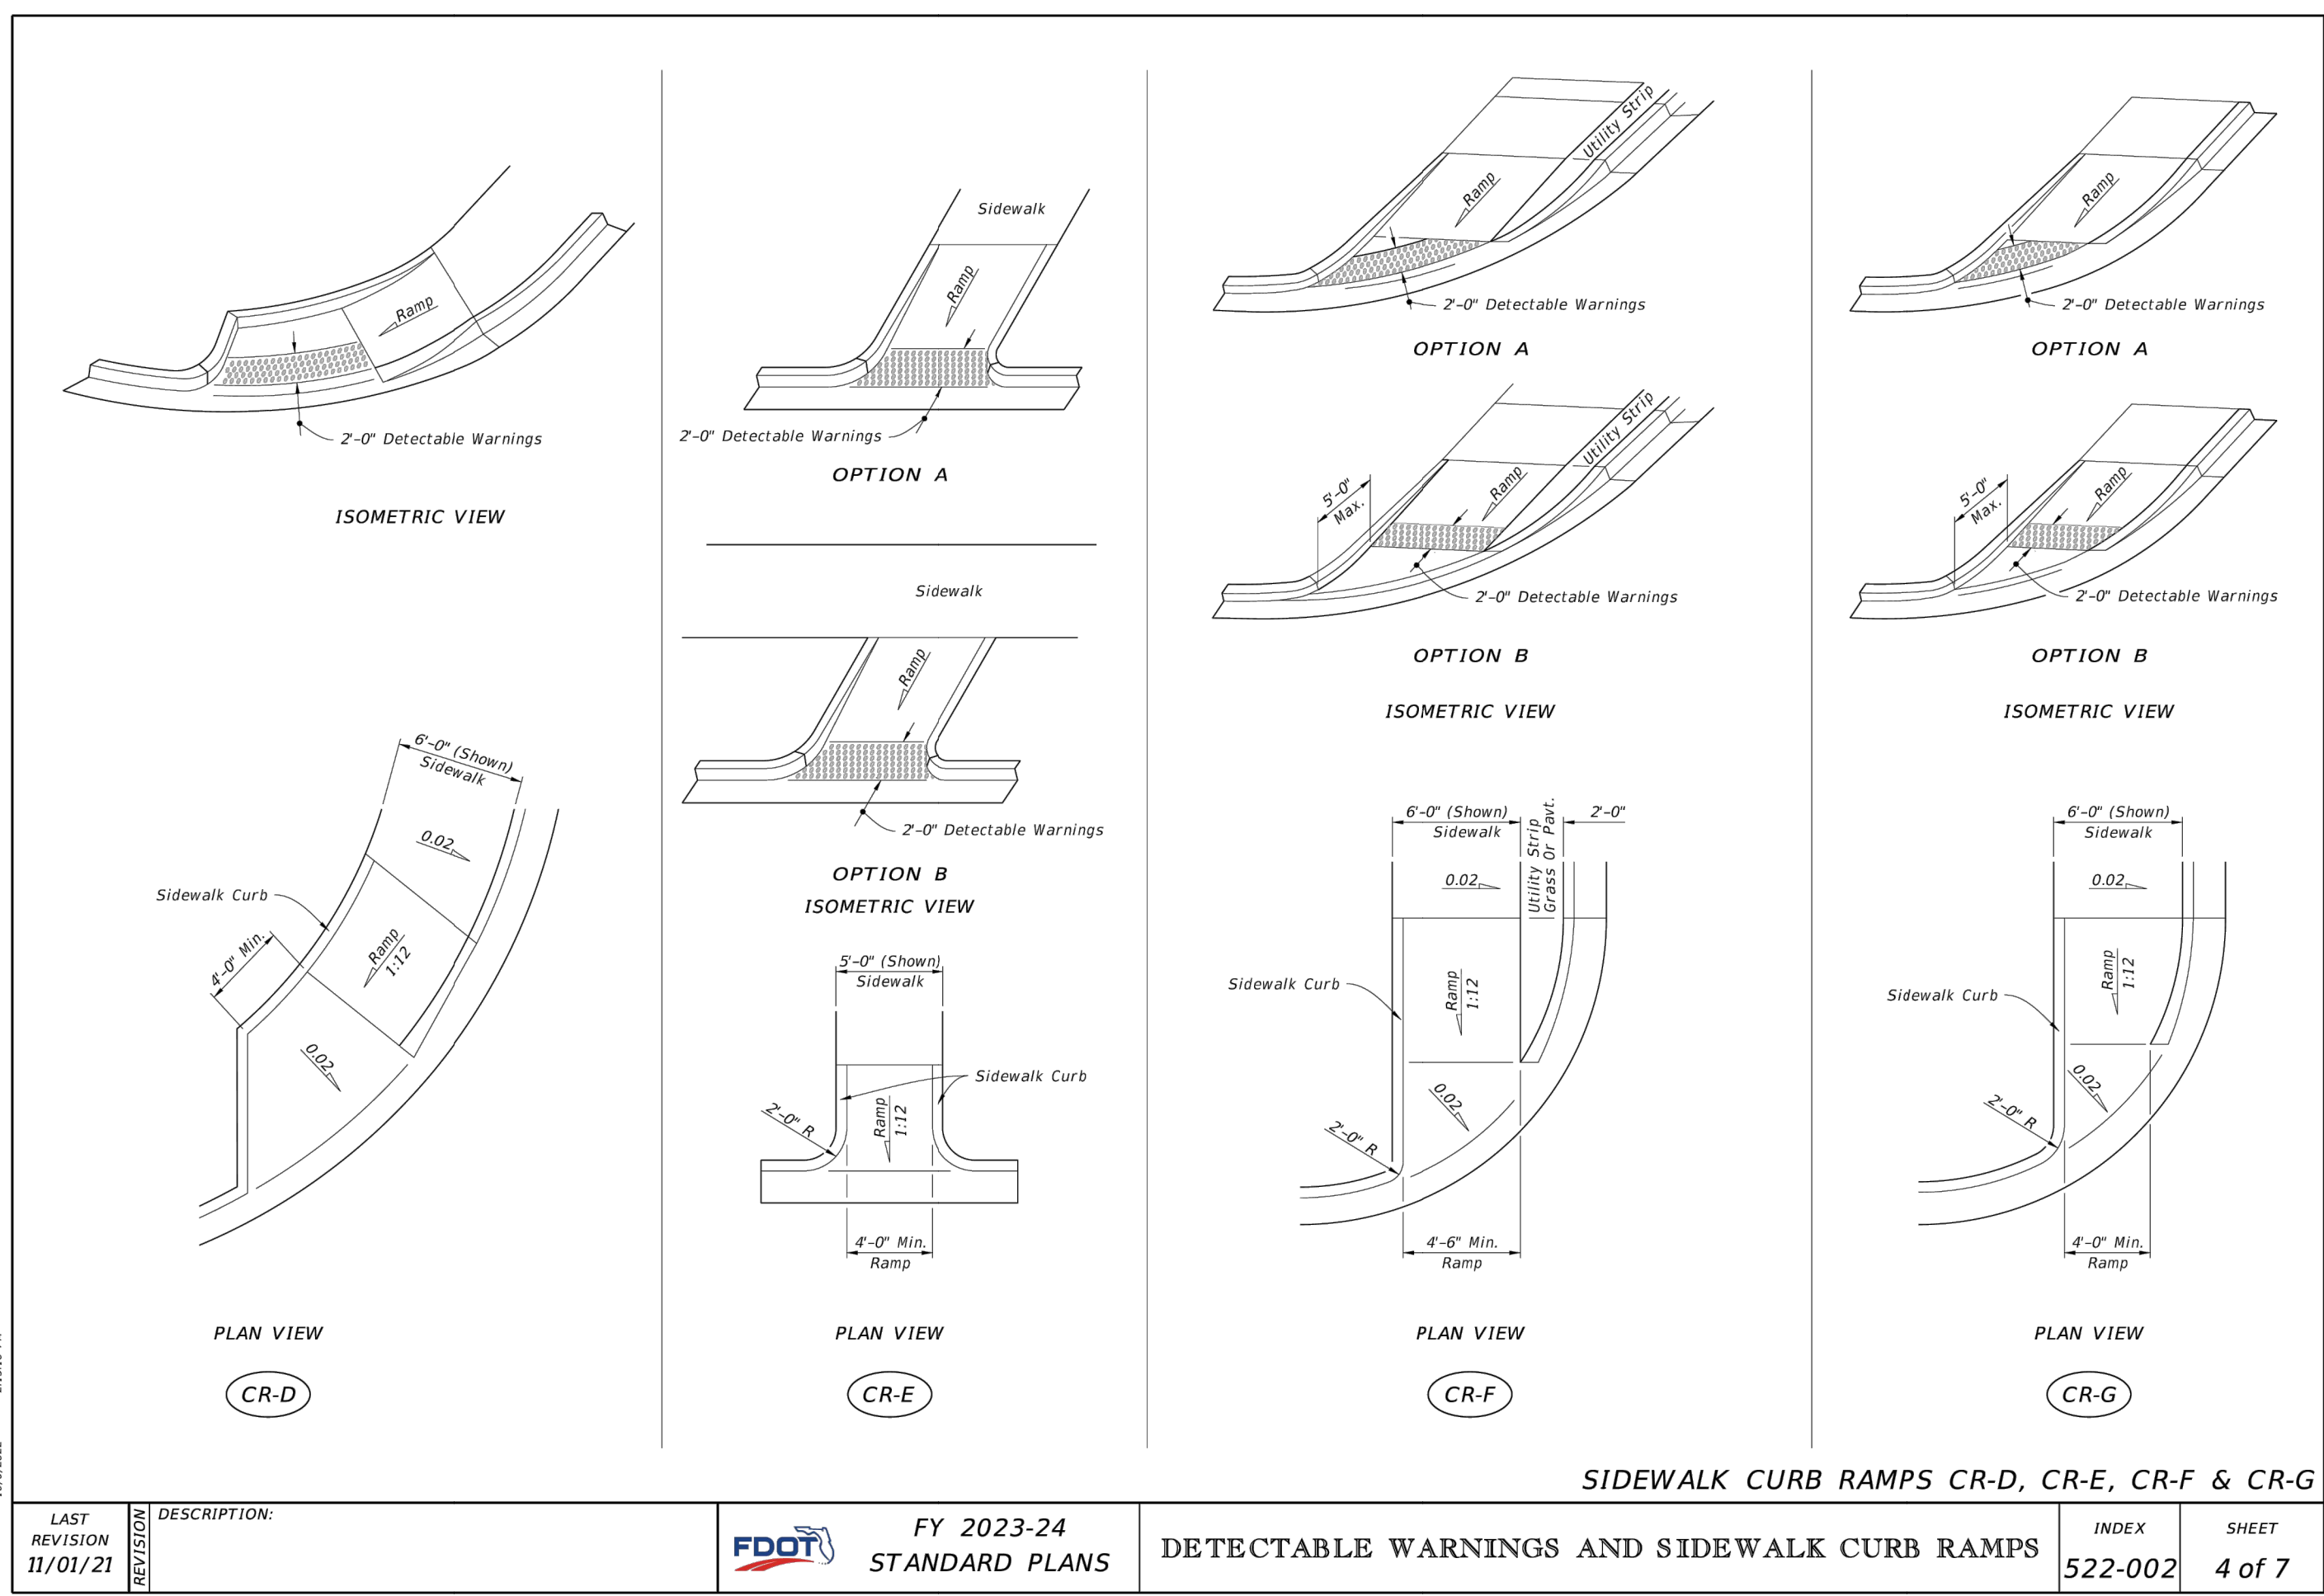 Ramp
2'-0" Detectable Warnings
ISOMETRIC VIEW
6'-0" (Shown)
Sidewalk
0.02
Sidewalk Curb
4'-0" Min.
Ramp
1:12
0.02
PLAN VIEW
CR-D
Sidewalk
Ramp
2'-0" Detectable Warnings
OPTION A
Sidewalk
Ramp
2'-0" Detectable Warnings
OPTION B
ISOMETRIC VIEW
5'-0" (Shown)
Sidewalk
Sidewalk Curb
2'-0" R
Ramp
1:12
4'-0" Min.
Ramp
PLAN VIEW
CR-E
Utility Strip
Ramp
2'-0" Detectable Warnings
OPTION A
Utility Strip
5'-0"
Max.
Ramp
2'-0" Detectable Warnings
OPTION B
ISOMETRIC VIEW
6'-0" (Shown)
Sidewalk
Utility Strip
Grass Or Pavt.
2'-0"
0.02
Sidewalk Curb
Ramp
1:12
0.02
2'-0" R
4'-6" Min.
Ramp
PLAN VIEW
CR-F
Ramp
2'-0" Detectable Warnings
OPTION A
5'-0"
Max.
Ramp
2'-0" Detectable Warnings
OPTION B
ISOMETRIC VIEW
6'-0" (Shown)
Sidewalk
0.02
Ramp
1:12
Sidewalk Curb
0.02
2'-0" R
4'-0" Min.
Ramp
PLAN VIEW
CR-G
SIDEWALK CURB RAMPS CR-D, CR-E, CR-F & CR-G
LAST
REVISION
11/01/21
REVISION
DESCRIPTION:
FDOT
FY 2023-24
STANDARD PLANS
DETECTABLE WARNINGS AND SIDEWALK CURB RAMPS
INDEX
522-002
SHEET
4 of 7